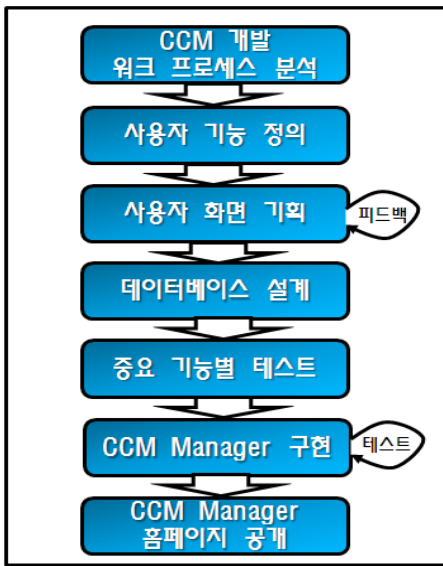 CCM 개발
워크 프로세스 분석
사용자 기능 정의
사용자 화면 기획
피드백
데이터베이스 설계
중요 기능별 테스트
CCM Manager 구현
테스트
CCM Manager
홈페이지 공개